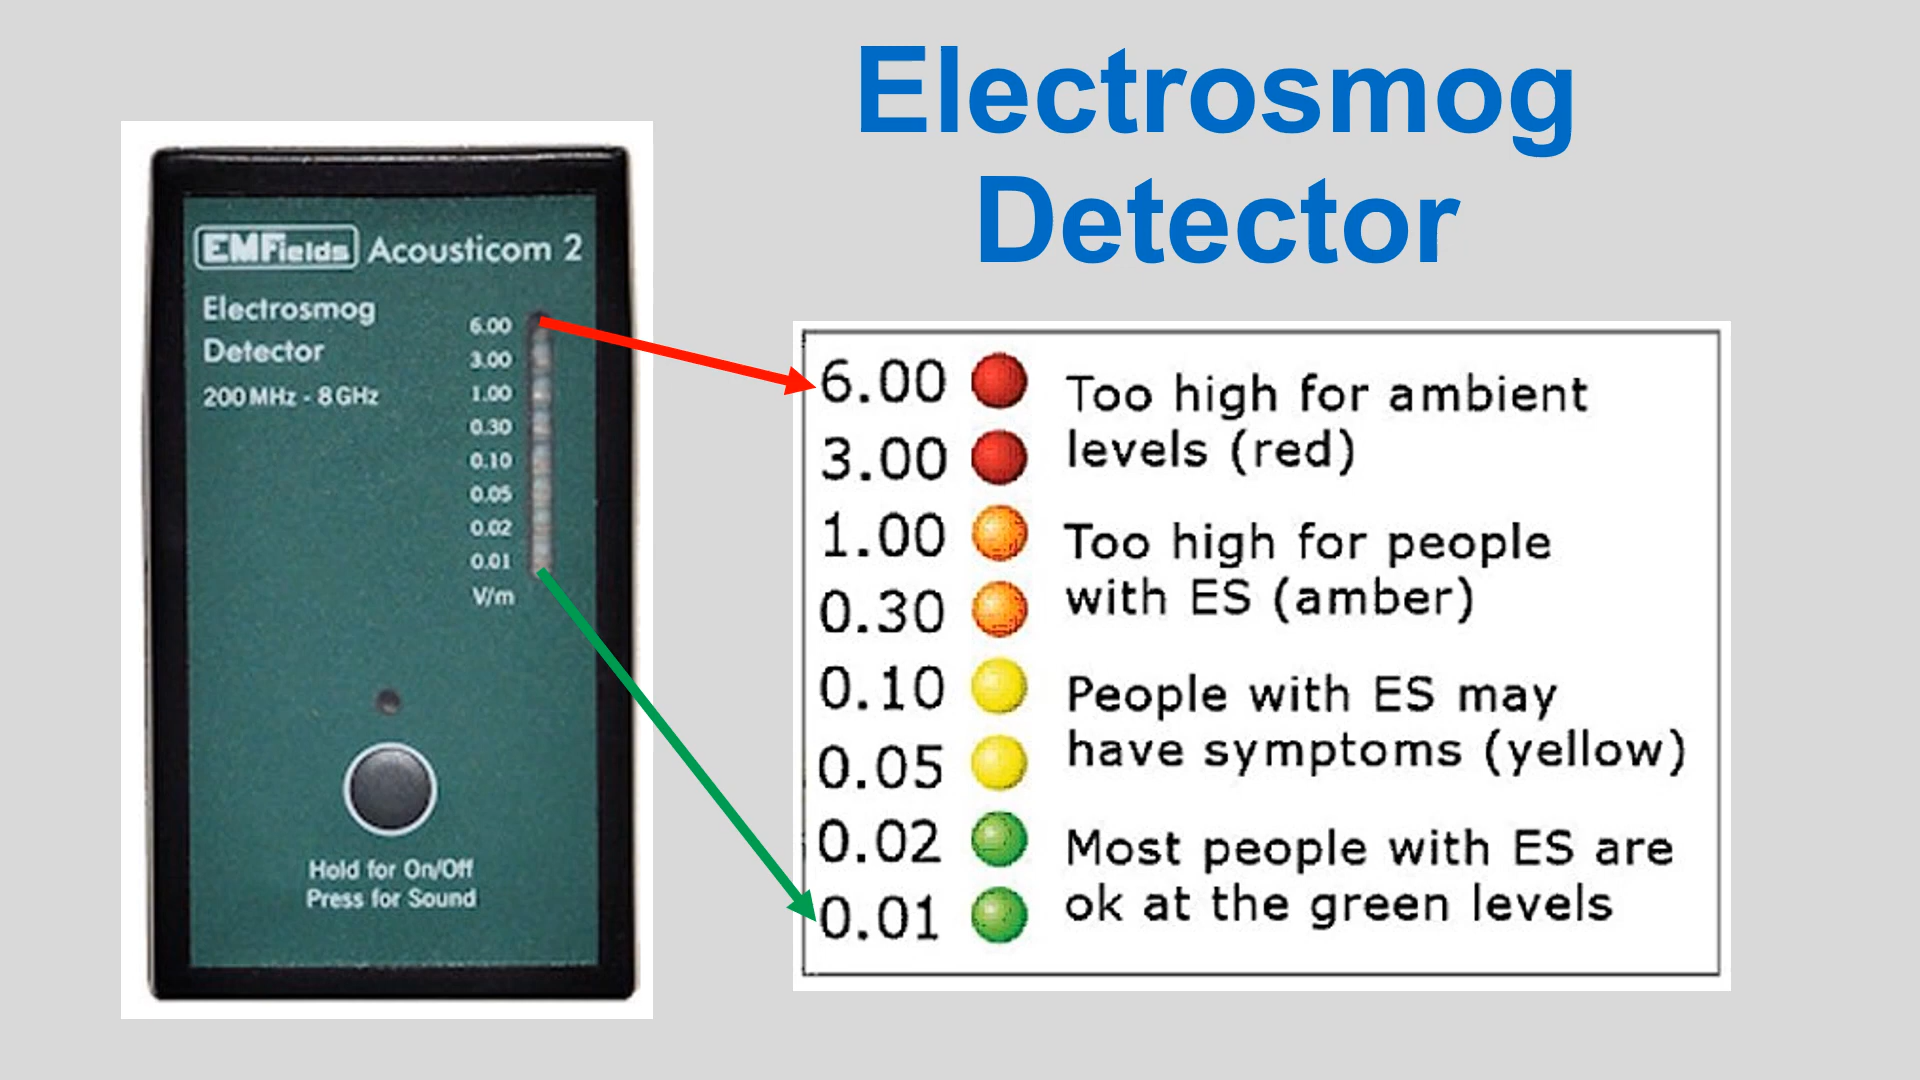 Electrosmog
Detector
EMFields Acousticom 2
Electrosmog
Detector
200MHz - 8GHz
6.00
3.00
1.00
0.30
0.10
0.05
0.02
0.01
V/m
Hold for On/Off
Press for Sound
6.00 Too high for ambient
3.00 levels (red)
1.00 Too high for people
0.30 with ES (amber)
0.10 People with ES may
0.05 have symptoms (yellow)
0.02 Most people with ES are
0.01 ok at the green levels